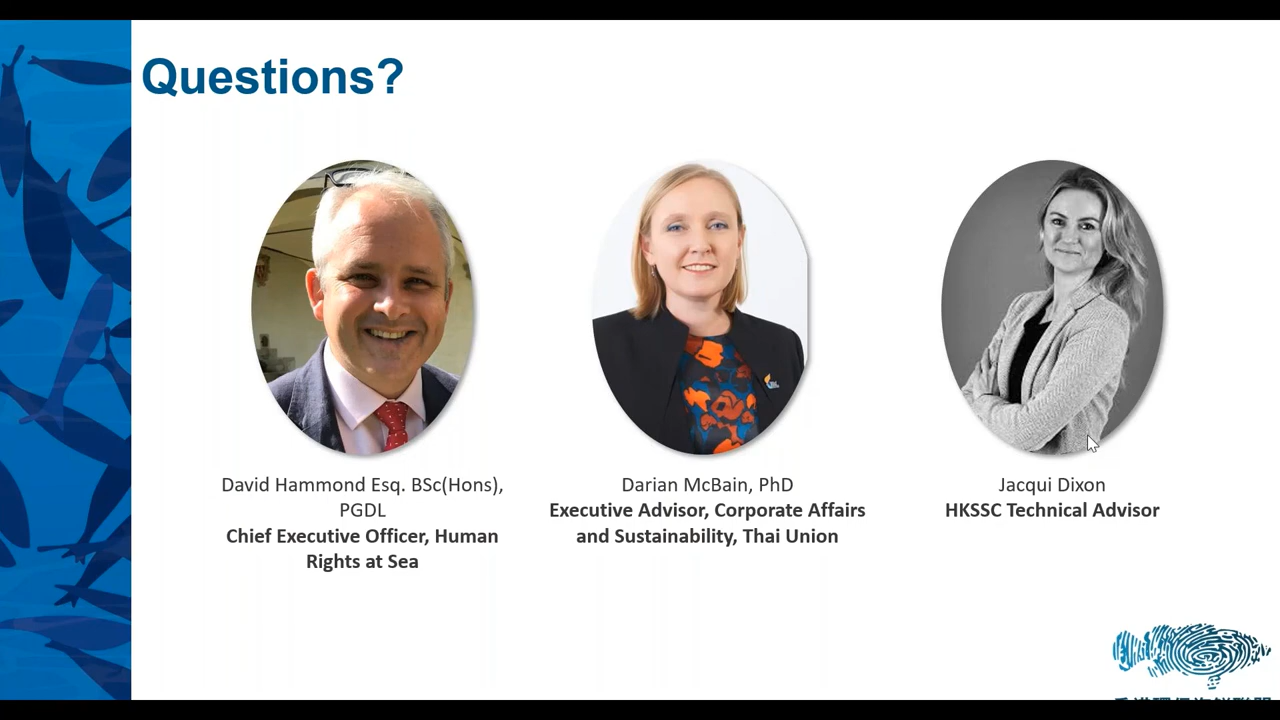 Questions?
David Hammond Esq. BSc(Hons),
PGDL
Chief Executive Officer, Human
Rights at Sea
Darian McBain, PhD
Executive Advisor, Corporate Affairs
and Sustainability, Thai Union
Jacqui Dixon
HKSSC Technical Advisor